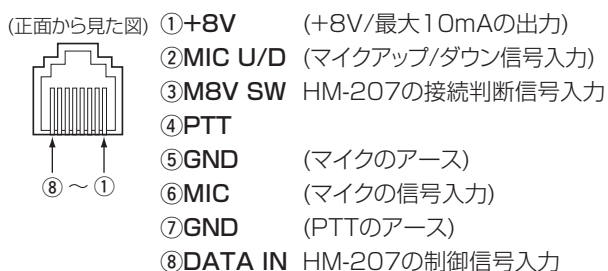 (正面から見た図)
⑧ ～ ①
①+8V (+8V/最大10mAの出力)
②MIC U/D (マイクアップ/ダウン信号入力)
③M8V SW HM-207の接続判断信号入力
④PTT
⑤GND (マイクのアース)
⑥MIC (マイクの信号入力)
⑦GND (PTTのアース)
⑧DATA IN HM-207の制御信号入力